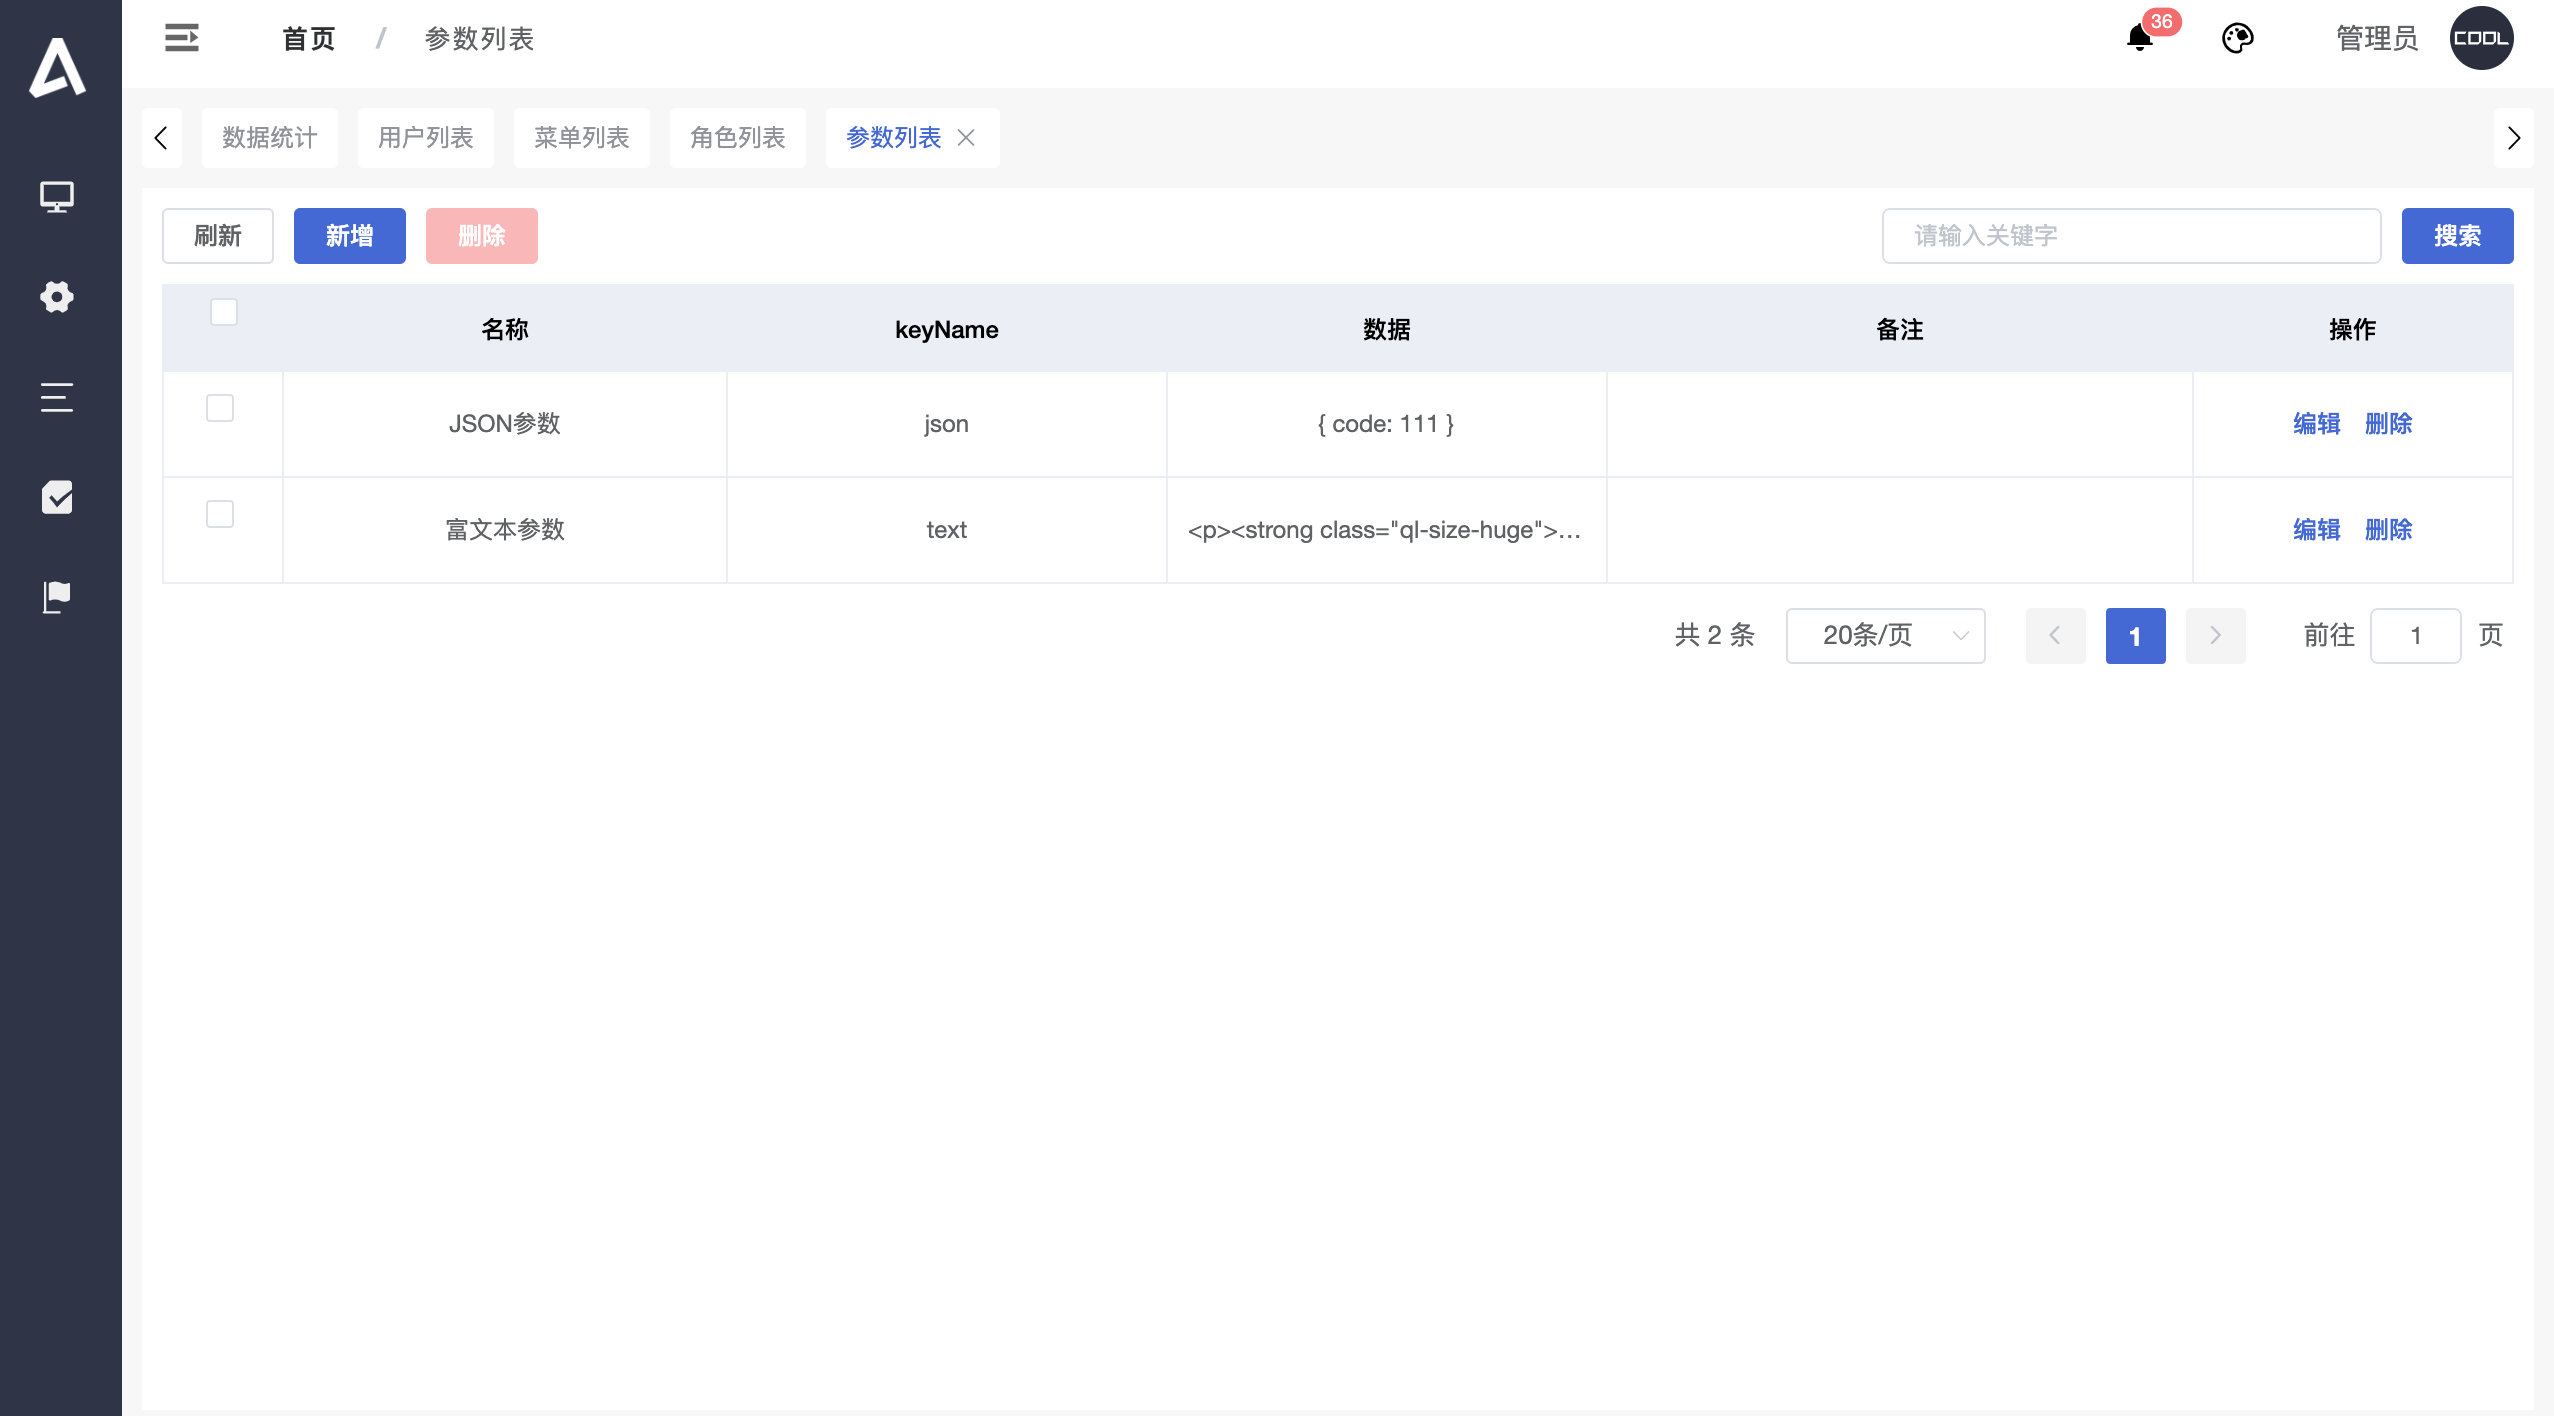 首页 / 参数列表
36
管理员
COOL
数据统计 用户列表 菜单列表 角色列表 参数列表
刷新 新增 删除 请输入关键字 搜索
名称 keyName 数据 备注 操作
JSON参数 json { code: 111 } 编辑 删除
富文本参数 text <p><strong class="ql-size-huge">... 编辑 删除
共 2 条 20条/页 1 前往 1 页